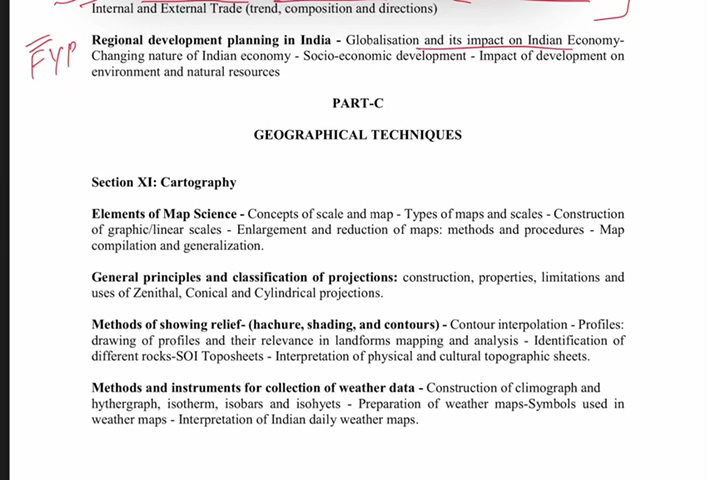 Internal and External Trade (trend, composition and directions)
FYP
Regional development planning in India - Globalisation and its impact on Indian Economy-
Changing nature of Indian economy - Socio-economic development - Impact of development on
environment and natural resources
PART-C
GEOGRAPHICAL TECHNIQUES
Section XI: Cartography
Elements of Map Science - Concepts of scale and map - Types of maps and scales - Construction
of graphic/linear scales - Enlargement and reduction of maps: methods and procedures - Map
compilation and generalization.
General principles and classification of projections: construction, properties, limitations and
uses of Zenithal, Conical and Cylindrical projections.
Methods of showing relief- (hachure, shading, and contours) - Contour interpolation - Profiles:
drawing of profiles and their relevance in landforms mapping and analysis - Identification of
different rocks-SOI Toposheets - Interpretation of physical and cultural topographic sheets.
Methods and instruments for collection of weather data - Construction of climograph and
hythergraph, isotherm, isobars and isohyets - Preparation of weather maps-Symbols used in
weather maps - Interpretation of Indian daily weather maps.